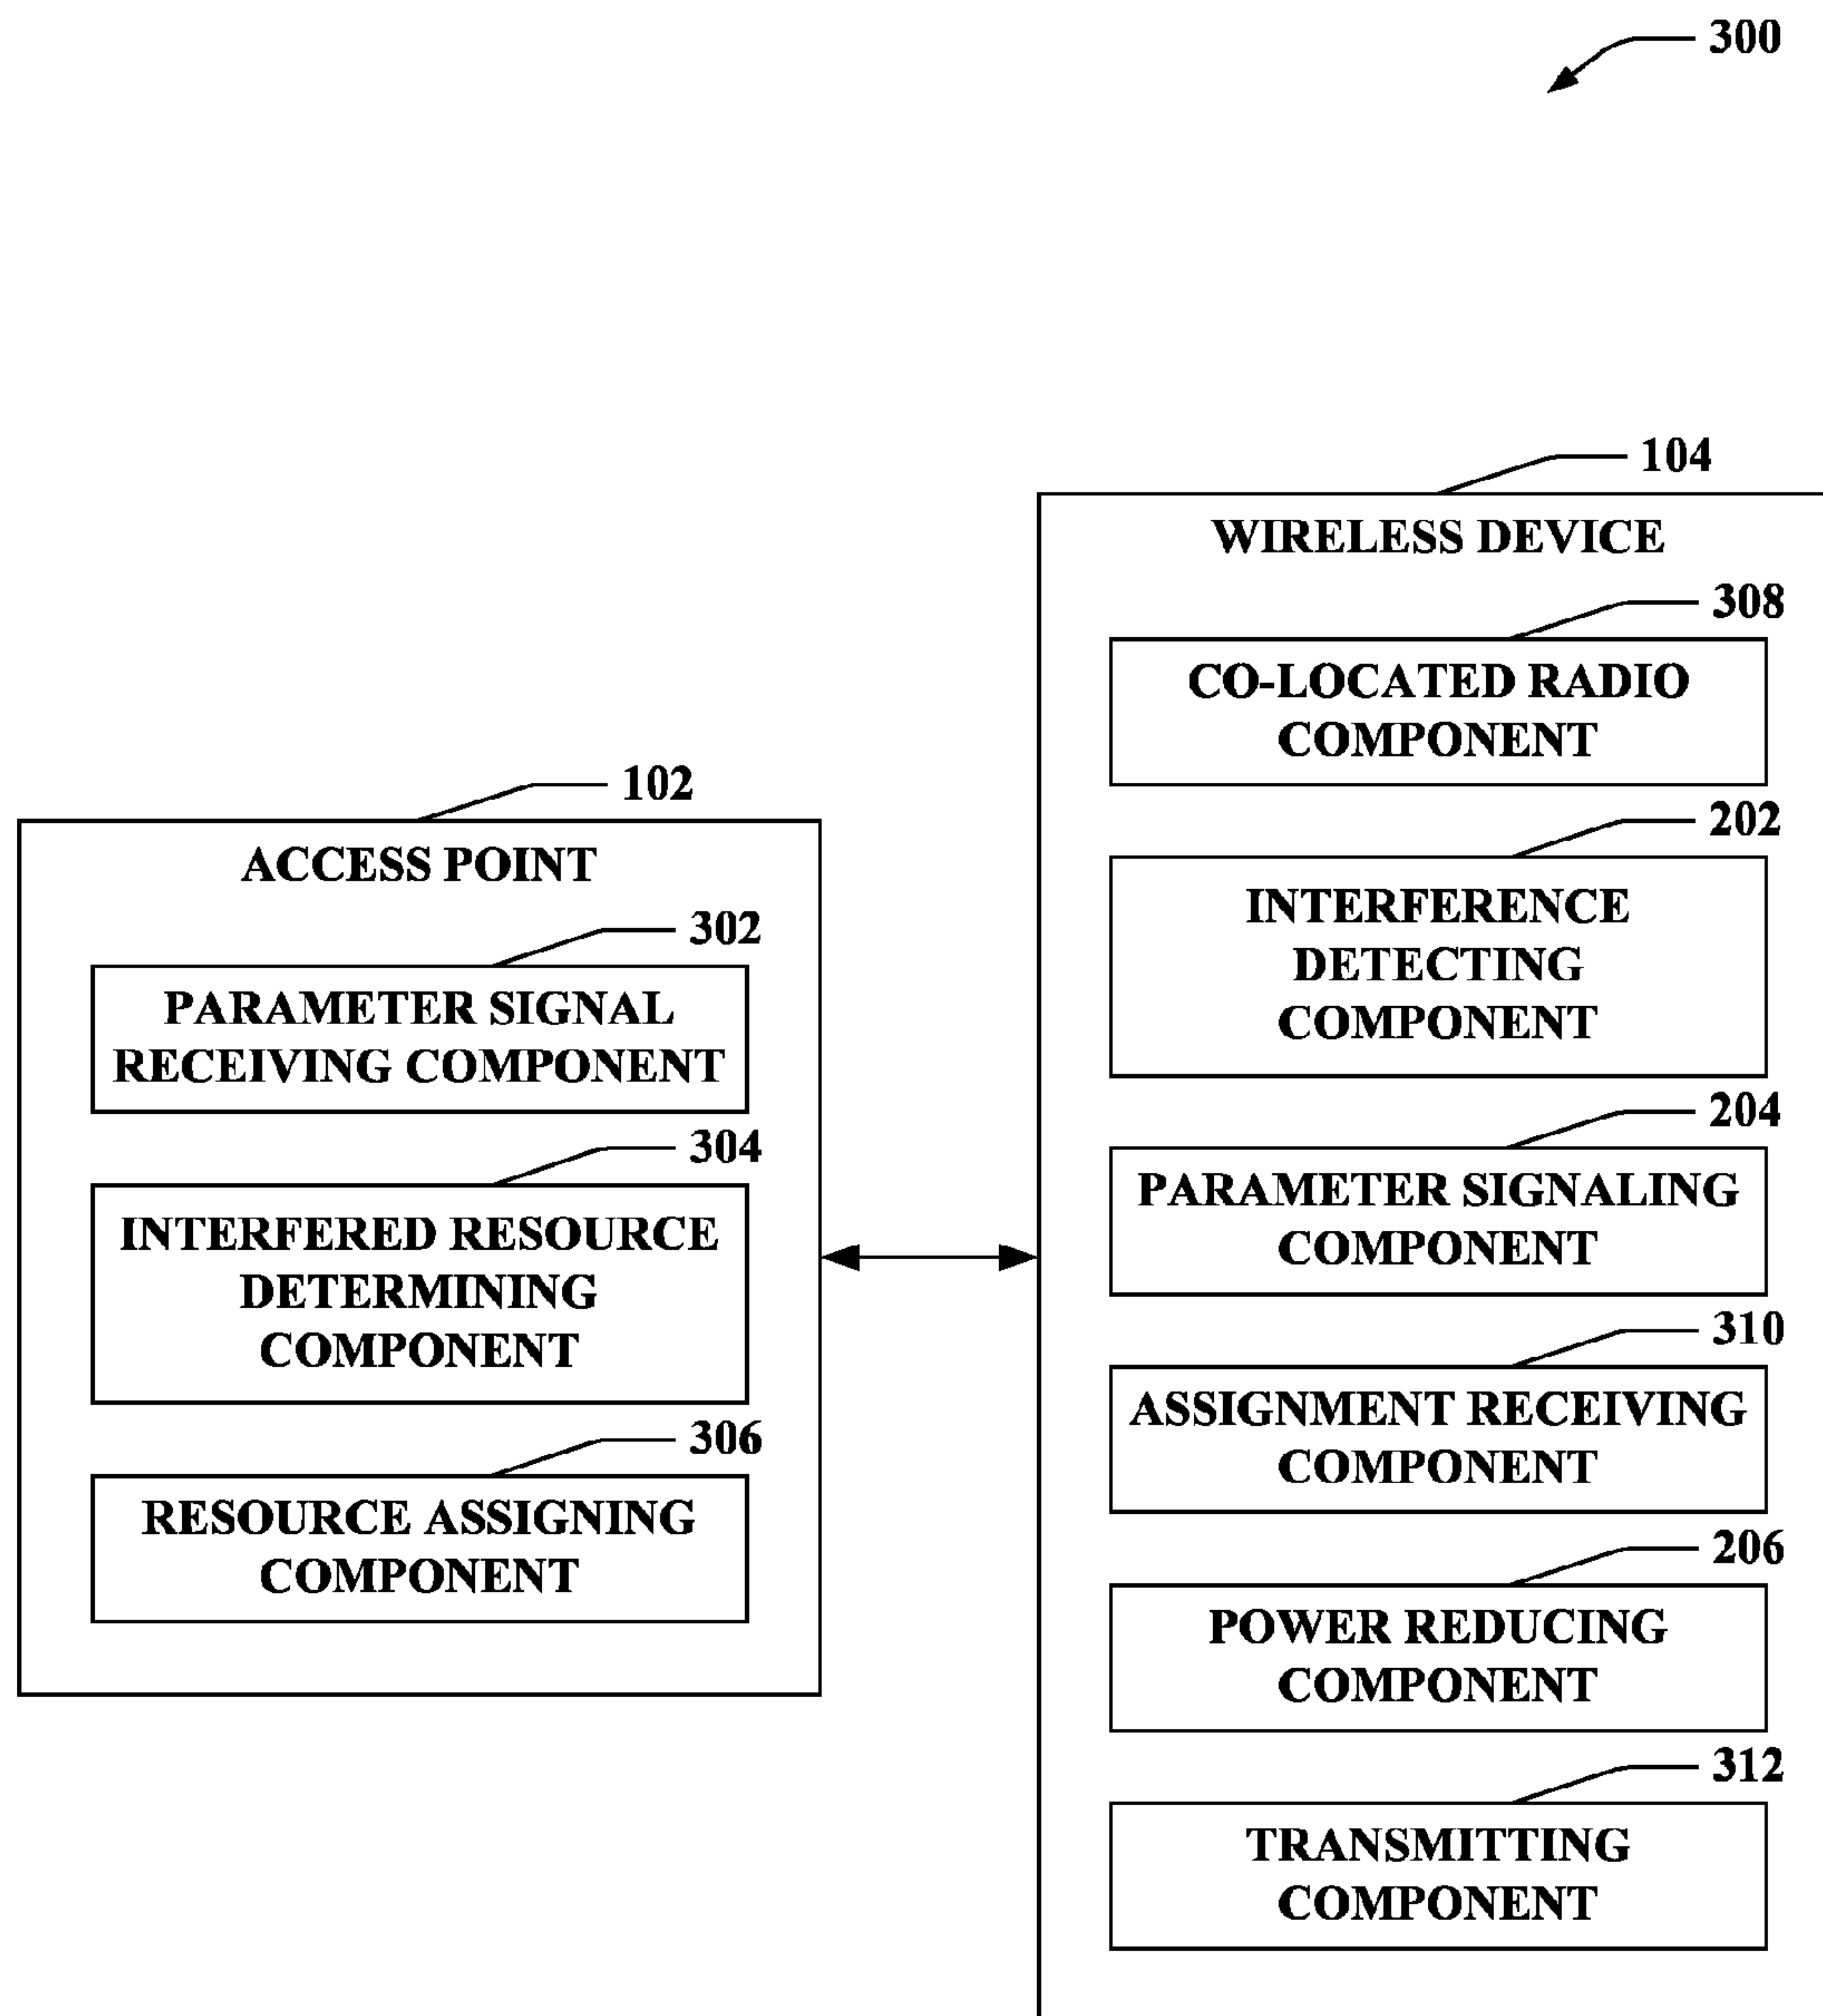 300
104
WIRELESS DEVICE
308
CO-LOCATED RADIO
COMPONENT
202
INTERFERENCE
DETECTING
COMPONENT
204
PARAMETER SIGNALING
COMPONENT
310
ASSIGNMENT RECEIVING
COMPONENT
206
POWER REDUCING
COMPONENT
312
TRANSMITTING
COMPONENT
102
ACCESS POINT
302
PARAMETER SIGNAL
RECEIVING COMPONENT
304
INTERFERED RESOURCE
DETERMINING
COMPONENT
306
RESOURCE ASSIGNING
COMPONENT